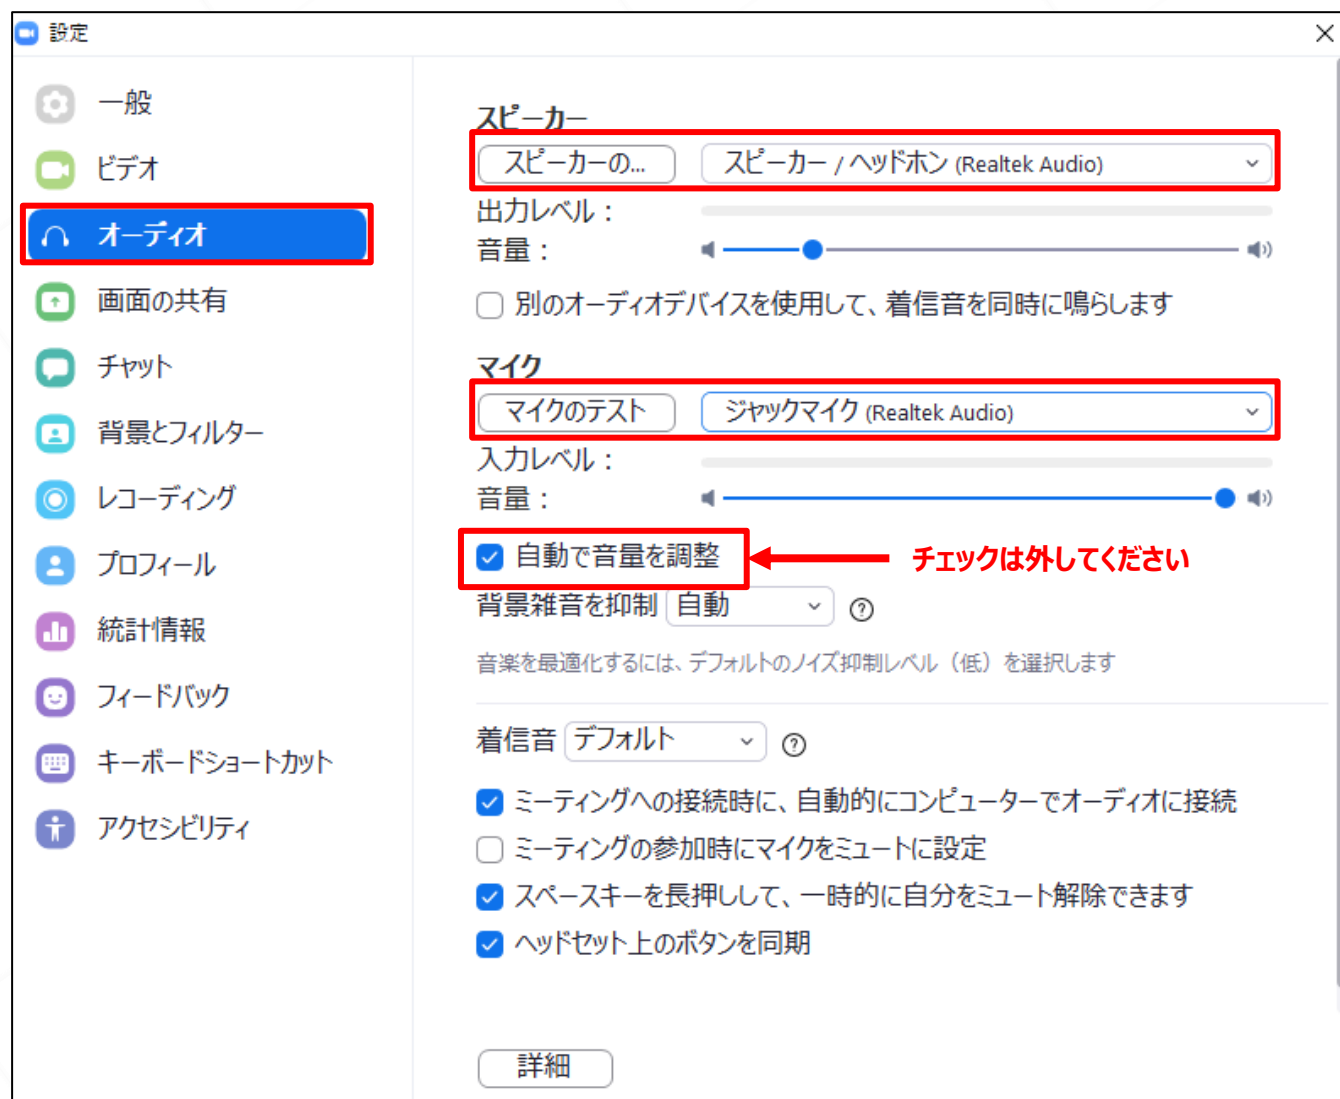 設定
一般
ビデオ
オーディオ
画面の共有
チャット
背景とフィルター
レコーディング
プロフィール
統計情報
フィードバック
キーボードショートカット
アクセシビリティ
スピーカー
スピーカーの...
スピーカー / ヘッドホン (Realtek Audio)
出力レベル：
音量：
別のオーディオデバイスを使用して、着信音を同時に鳴らします
マイク
マイクのテスト
ジャックマイク (Realtek Audio)
入力レベル：
音量：
自動で音量を調整
チェックは外してください
背景雑音を抑制 自動
音楽を最適化するには、デフォルトのノイズ抑制レベル（低）を選択します
着信音 デフォルト
ミーティングへの接続時に、自動的にコンピューターでオーディオに接続
ミーティングの参加時にマイクをミュートに設定
スペースキーを長押しして、一時的に自分をミュート解除できます
ヘッドセット上のボタンを同期
詳細